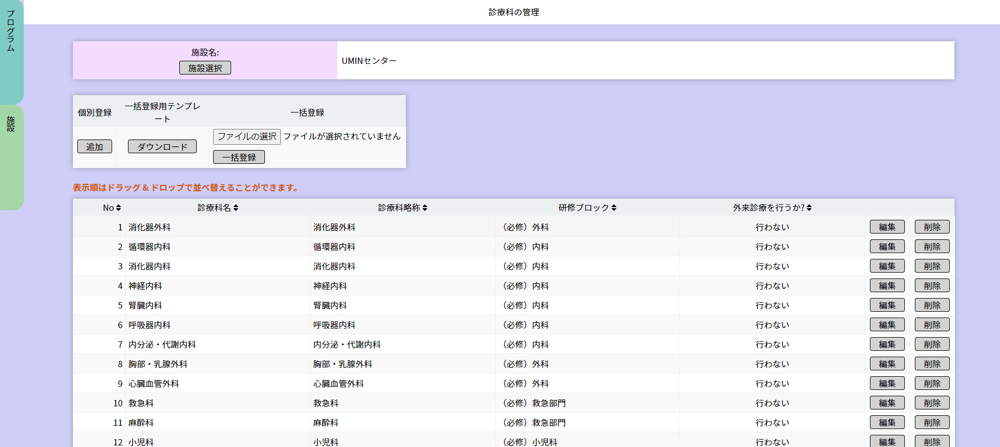 診療科の管理
プログラム
施設
施設名:
施設選択
UMINセンター
個別登録 一括登録用テンプレート 一括登録
追加 ダウンロード ファイルの選択 ファイルが選択されていません
一括登録
表示順はドラッグ & ドロップで並べ替えることができます。
No 診療科名 診療科略称 研修ブロック 外来診療を行うか?
1 消化器外科 消化器外科 （必修）外科 行わない 編集 削除
2 循環器内科 循環器内科 （必修）内科 行わない 編集 削除
3 消化器内科 消化器内科 （必修）内科 行わない 編集 削除
4 神経内科 神経内科 （必修）内科 行わない 編集 削除
5 腎臓内科 腎臓内科 （必修）内科 行わない 編集 削除
6 呼吸器内科 呼吸器内科 （必修）内科 行わない 編集 削除
7 内分泌・代謝内科 内分泌・代謝内科 （必修）内科 行わない 編集 削除
8 胸部・乳腺外科 胸部・乳腺外科 （必修）外科 行わない 編集 削除
9 心臓血管外科 心臓血管外科 （必修）外科 行わない 編集 削除
10 救急科 救急科 （必修）救急部門 行わない 編集 削除
11 麻酔科 麻酔科 （必修）救急部門 行わない 編集 削除
12 小児科 小児科 （必修）小児科 行わない 編集 削除